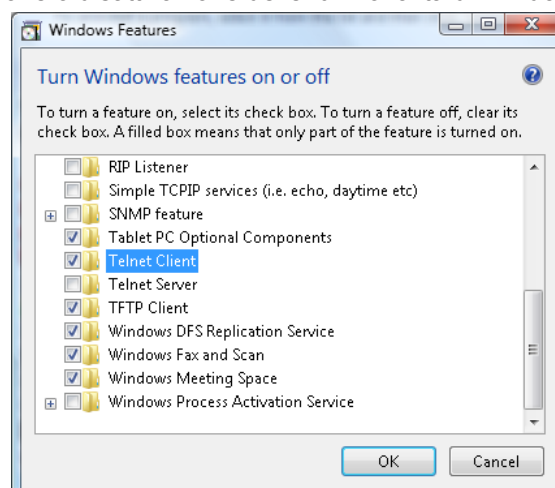 Windows Features
Turn Windows features on or off
To turn a feature on, select its check box. To turn a feature off, clear its
check box. A filled box means that only part of the feature is turned on.
RIP Listener
Simple TCPIP services (i.e. echo, daytime etc)
SNMP feature
Tablet PC Optional Components
Telnet Client
Telnet Server
TFTP Client
Windows DFS Replication Service
Windows Fax and Scan
Windows Meeting Space
Windows Process Activation Service
OK Cancel